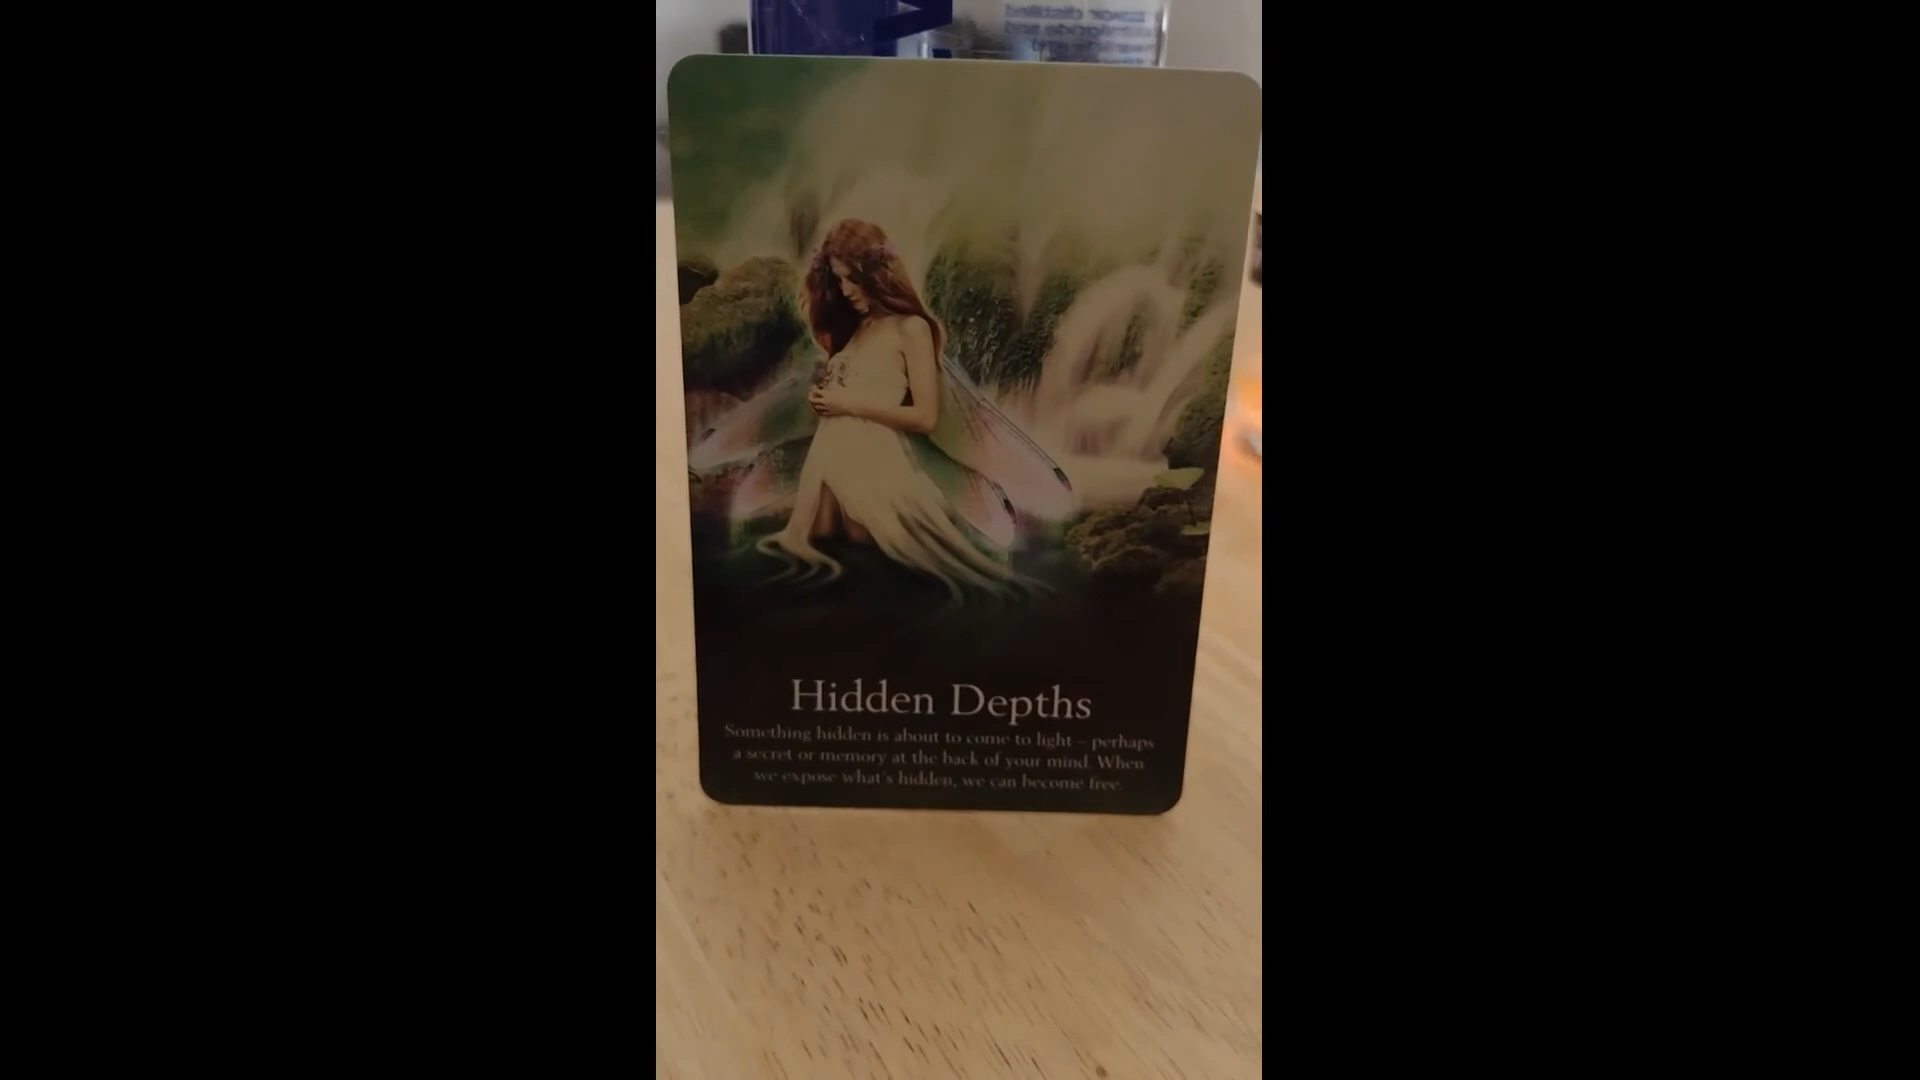 Hidden Depths
Something hidden is about to come to light – perhaps
a secret or memory at the back of your mind. When
we expose what's hidden, we can become free.